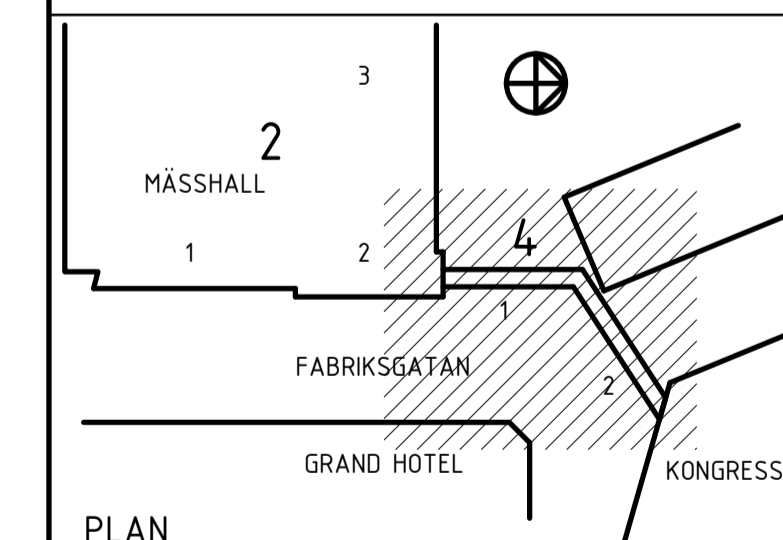 3
2
MÄSSHALL
4
1
2
1
FABRIKSGATAN
2
GRAND HOTEL
KONGRESS
PLAN